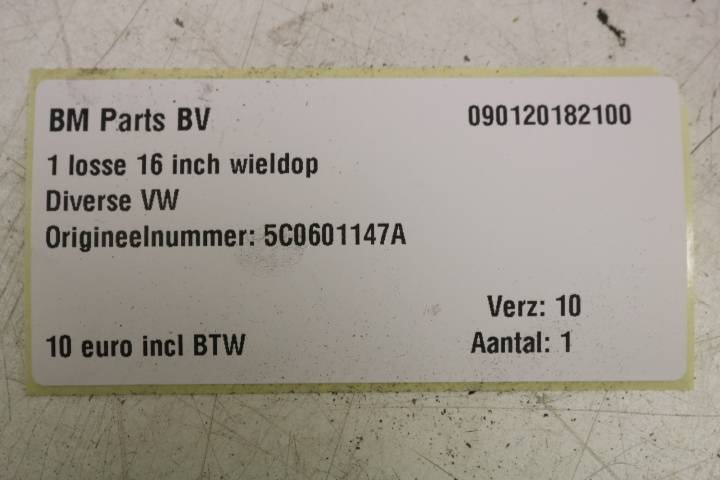 BM Parts BV 090120182100
1 losse 16 inch wieldop
Diverse VW
Origineelnummer: 5C0601147A
Verz: 10
10 euro incl BTW Aantal: 1